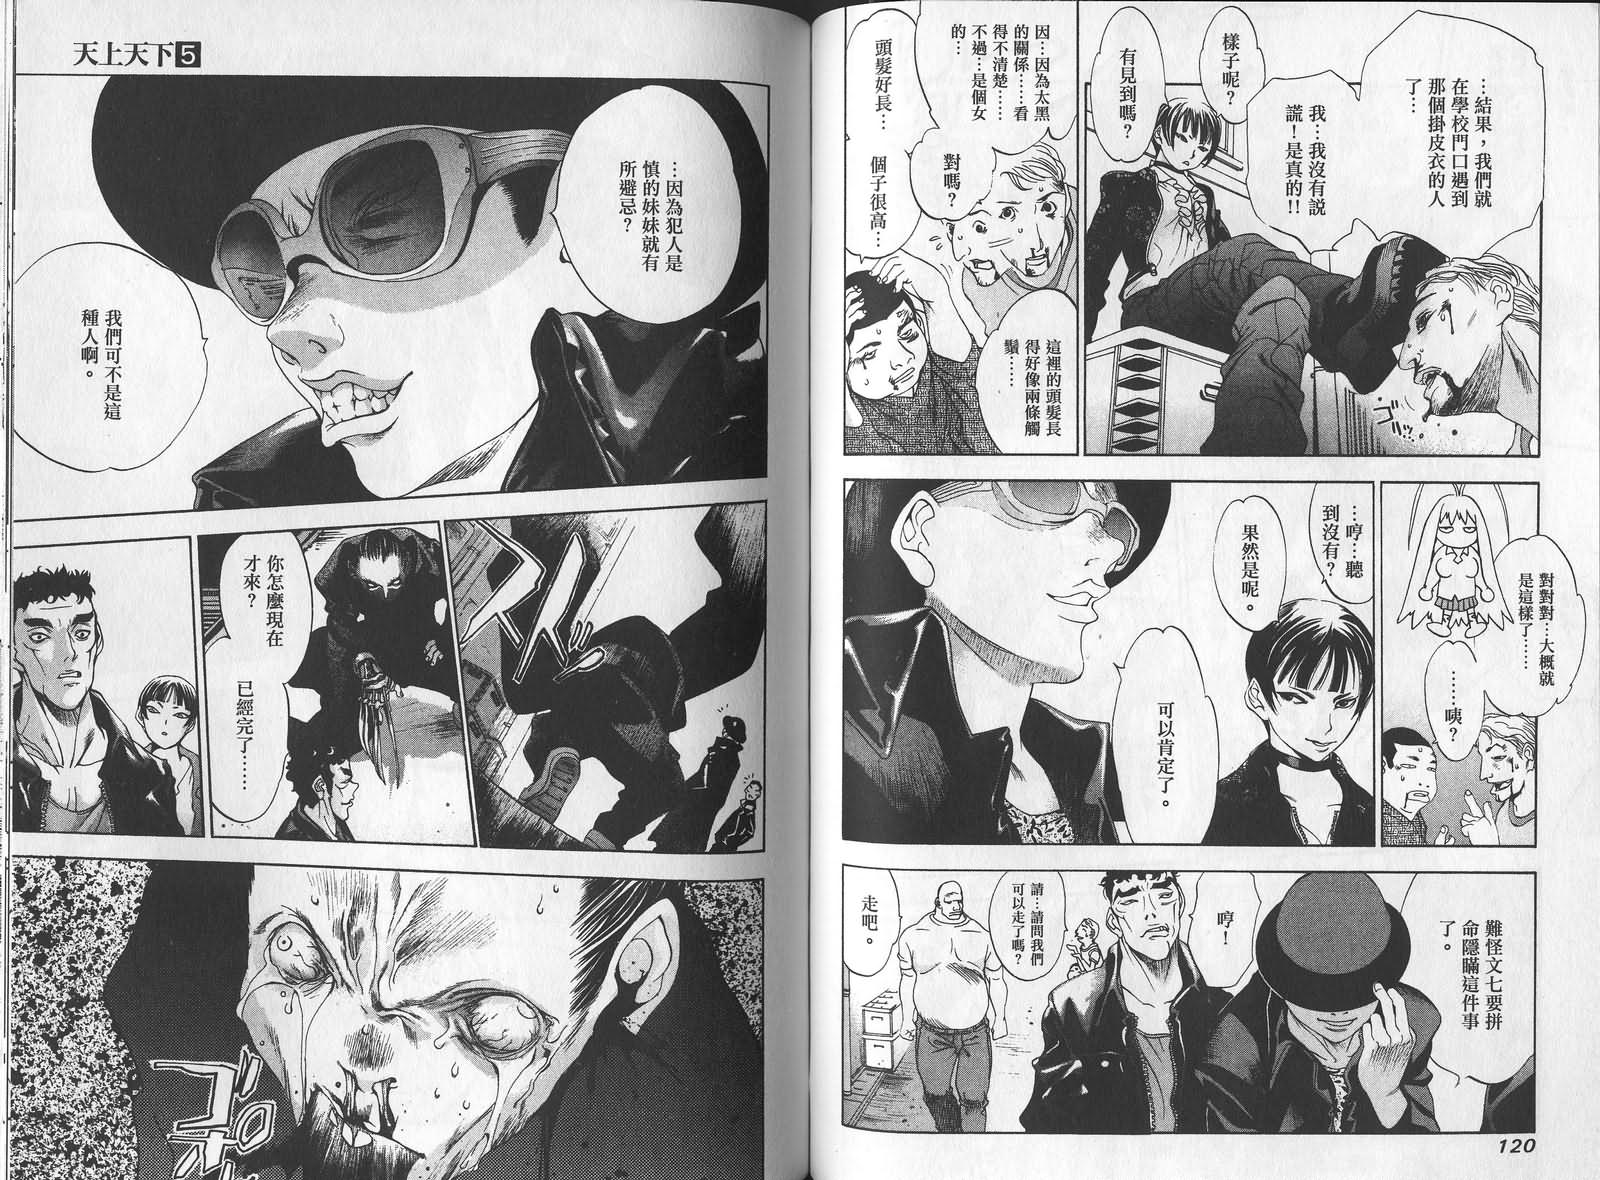 …結果，我們就
在學校門口遇到
那個掛皮衣的人
了…
我…我沒有說
謊！是真的!!
樣子呢？
有見到嗎？
因…因為太黑
的關係……看
得不清楚……
不過…是個女
的…
對嗎？
頭髮好長…
個子很高…
這裡的頭髮長
得好像兩條觸
鬚……
ゴホッ…
對對對…大概就
是這樣了……
……咦？
…哼…聽
到沒有？
果然是呢。
可以肯定了。
難怪文七要拼
命隱瞞這件事
了。
哼！
請…請問我們
可以走了嗎？
走吧。
120
天上天下5
…因為犯人是
慎的妹妹就有
所避忌？
我們可不是這
種人啊。
スッ
你怎麼現在
才來？
已經完了……